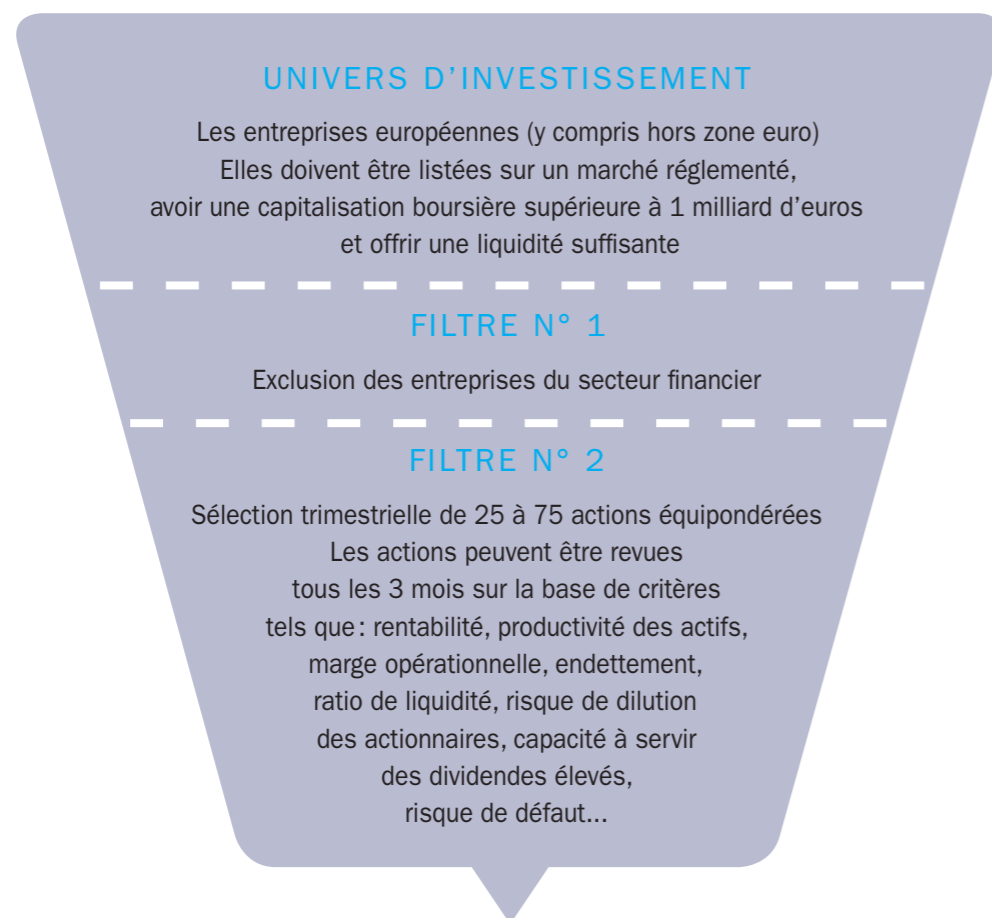 UNIVERS D’INVESTISSEMENT
Les entreprises européennes (y compris hors zone euro)
Elles doivent être listées sur un marché réglementé,
avoir une capitalisation boursière supérieure à 1 milliard d’euros
et offrir une liquidité suffisante
FILTRE N° 1
Exclusion des entreprises du secteur financier
FILTRE N° 2
Sélection trimestrielle de 25 à 75 actions équipondérées
Les actions peuvent être revues
tous les 3 mois sur la base de critères
tels que : rentabilité, productivité des actifs,
marge opérationnelle, endettement,
ratio de liquidité, risque de dilution
des actionnaires, capacité à servir
des dividendes élevés,
risque de défaut...